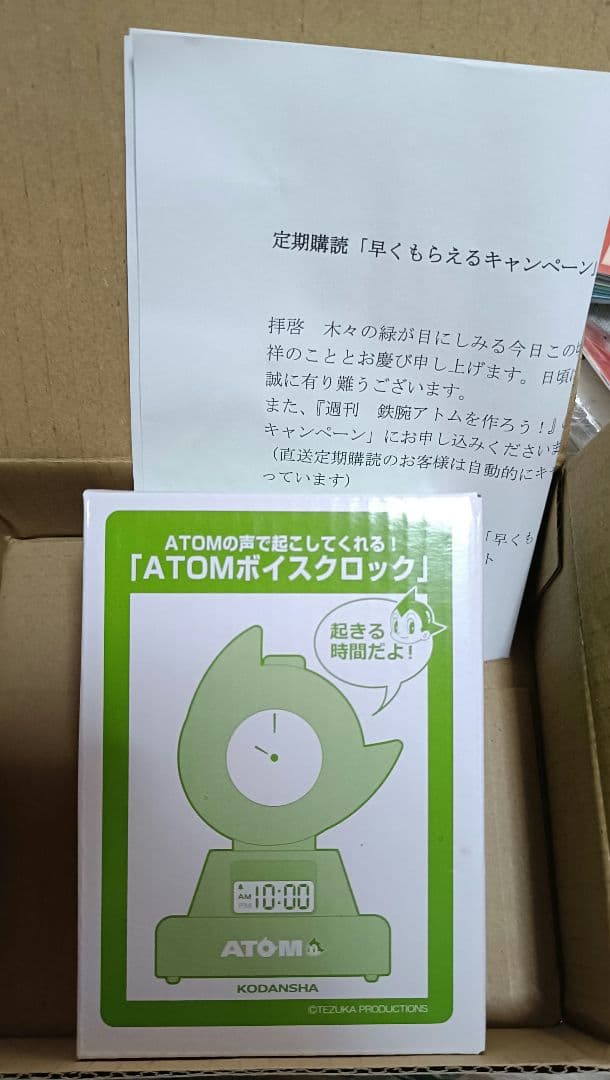 定期購読「早くもらえるキャンペーン」
拝啓　木々の緑が目にしみる今日この
祥のこととお慶び申し上げます。日頃
誠に有り難うございます。
また、『週刊　鉄腕アトムを作ろう！』
キャンペーン」にお申し込みください
（直送定期購読のお客様は自動的にキ
っています）
「早くも
ト
ATOMの声で起こしてくれる！
「ATOMボイスクロック」
起きる
時間だよ！
AM
PM
10:00
ATOM
KODANSHA
©TEZUKA PRODUCTIONS